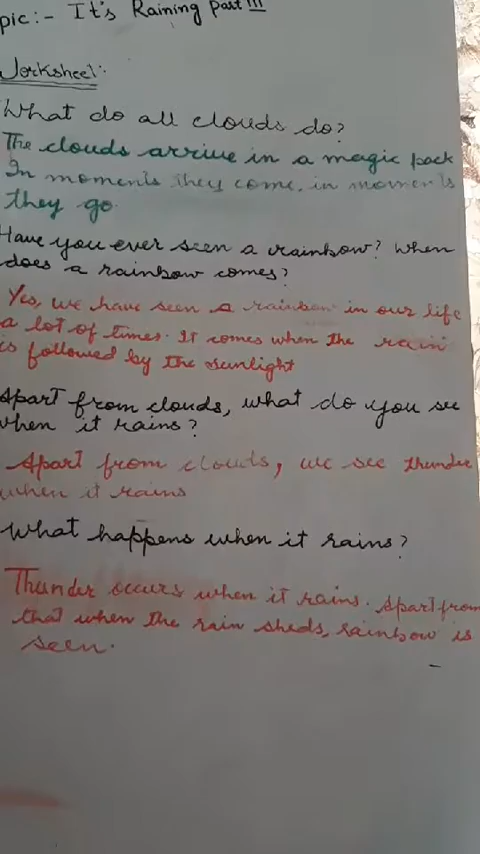 pic:- It's Raining Part III
Worksheet:
What do all clouds do?
The clouds arrive in a magic pack
In moments they come, in moments
they go.
Have you ever seen a rainbow? When
does a rainbow comes?
Yes, we have seen a rainbow in our life
a lot of times. It comes when the rain
is followed by the sunlight
Apart from clouds, what do you see
when it rains?
Apart from clouds, we see thunder
when it rains
What happens when it rains?
Thunder occurs when it rains. Apart from
that when the rain sheds, rainbow is
seen.